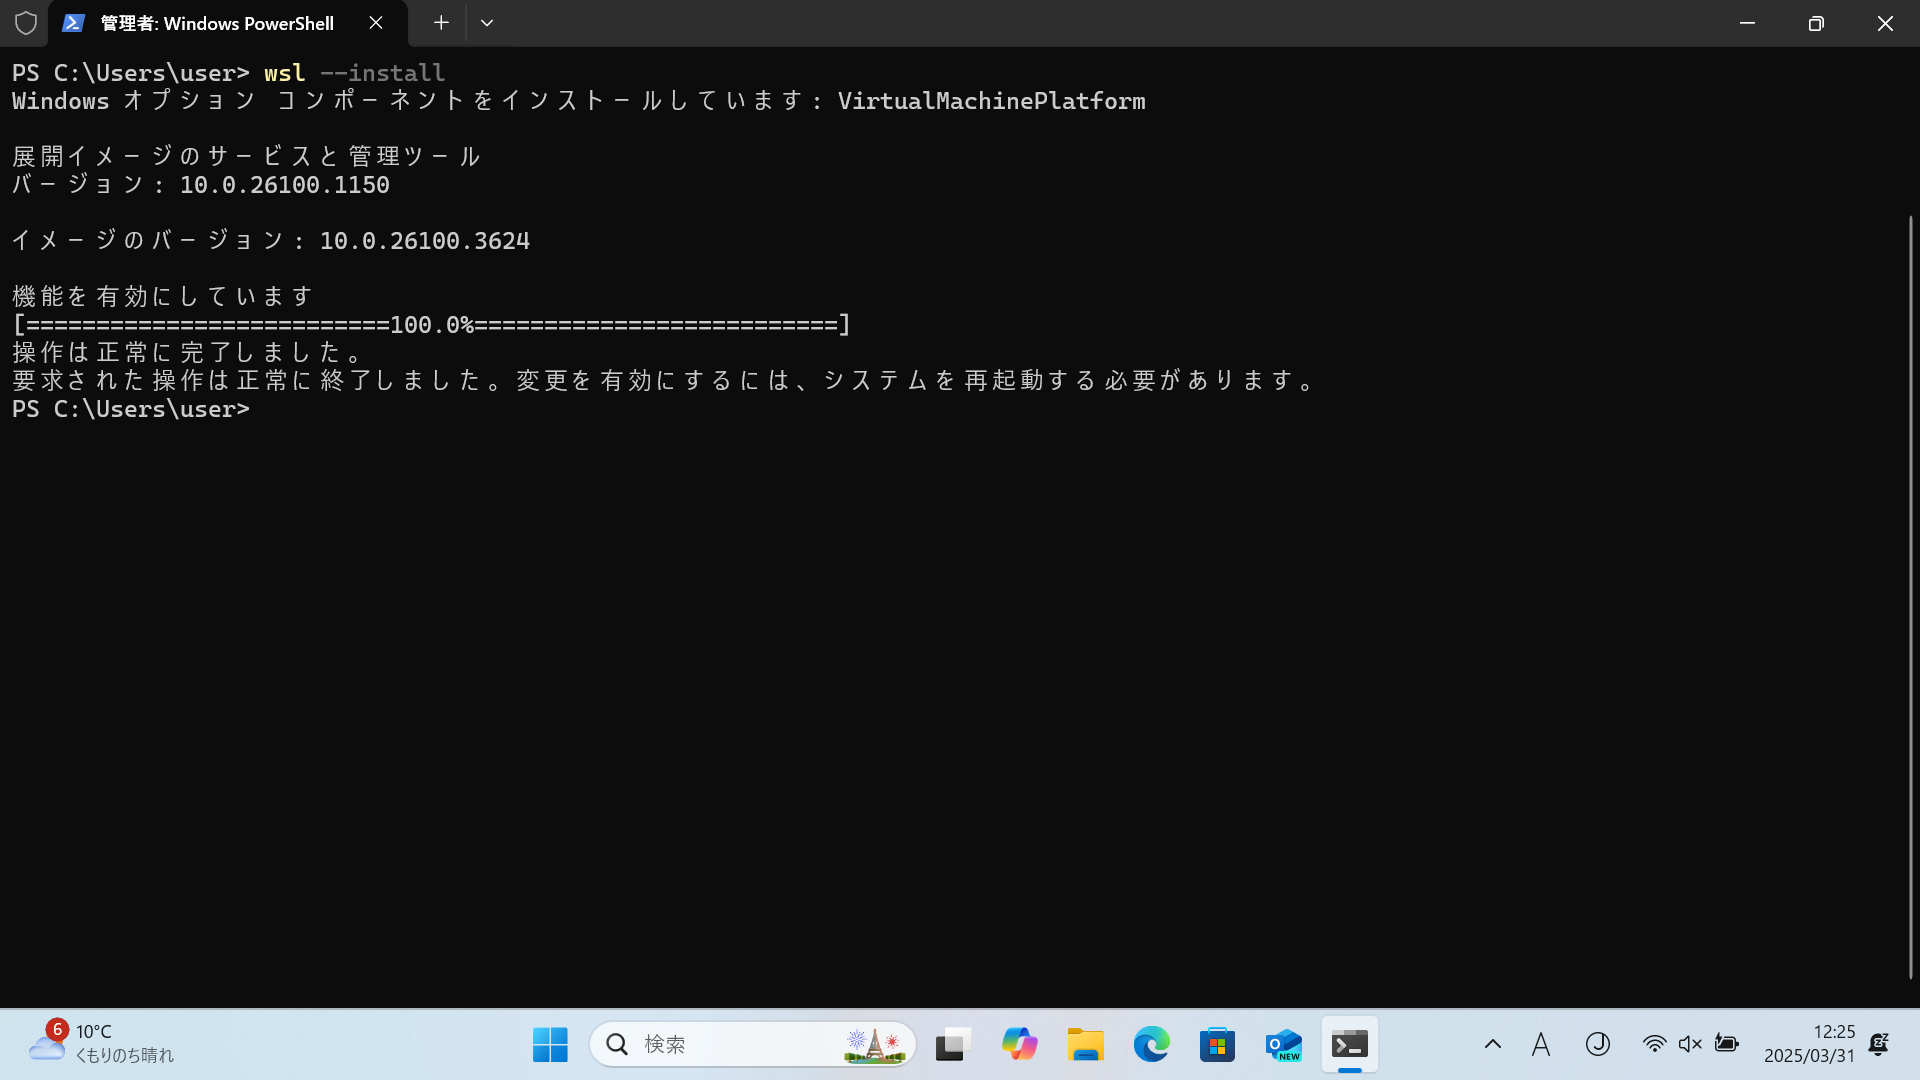 管理者: Windows PowerShell
PS C:\Users\user> wsl --install
Windows オプション コンポーネントをインストールしています: VirtualMachinePlatform
展開イメージのサービスと管理ツール
バージョン: 10.0.26100.1150
イメージのバージョン: 10.0.26100.3624
機能を有効にしています
[==========================100.0%==========================]
操作は正常に完了しました。
要求された操作は正常に終了しました。変更を有効にするには、システムを再起動する必要があります。
PS C:\Users\user>
6
10°C
くもりのち晴れ
検索
NEW
A
J
12:25
2025/03/31